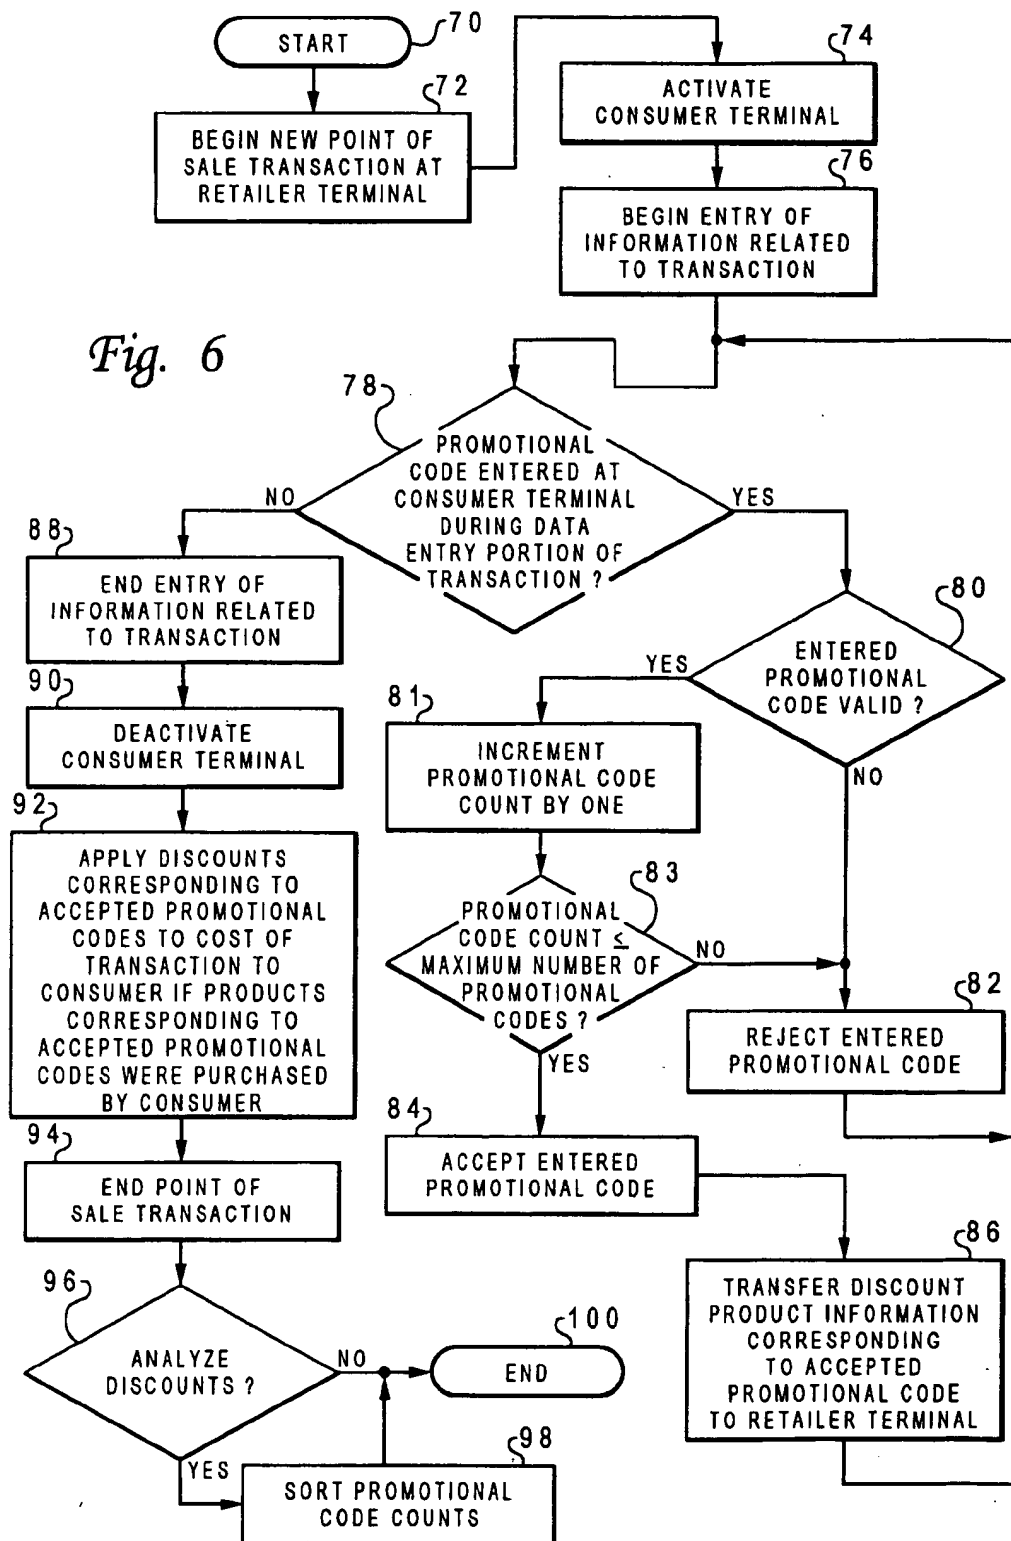 70
START
72
BEGIN NEW POINT OF
SALE TRANSACTION AT
RETAILER TERMINAL
74
ACTIVATE
CONSUMER TERMINAL
76
BEGIN ENTRY OF
INFORMATION RELATED
TO TRANSACTION
Fig. 6
78
PROMOTIONAL
CODE ENTERED AT
CONSUMER TERMINAL
DURING DATA
ENTRY PORTION OF
TRANSACTION ?
NO
YES
88
END ENTRY OF
INFORMATION RELATED
TO TRANSACTION
90
DEACTIVATE
CONSUMER TERMINAL
92
APPLY DISCOUNTS
CORRESPONDING TO
ACCEPTED PROMOTIONAL
CODES TO COST OF
TRANSACTION TO
CONSUMER IF PRODUCTS
CORRESPONDING TO
ACCEPTED PROMOTIONAL
CODES WERE PURCHASED
BY CONSUMER
94
END POINT OF
SALE TRANSACTION
96
ANALYZE
DISCOUNTS ?
NO
YES
80
ENTERED
PROMOTIONAL
CODE VALID ?
YES
NO
81
INCREMENT
PROMOTIONAL CODE
COUNT BY ONE
83
PROMOTIONAL
CODE COUNT ≤
MAXIMUM NUMBER OF
PROMOTIONAL
CODES ?
NO
YES
82
REJECT ENTERED
PROMOTIONAL CODE
84
ACCEPT ENTERED
PROMOTIONAL CODE
86
TRANSFER DISCOUNT
PRODUCT INFORMATION
CORRESPONDING
TO ACCEPTED
PROMOTIONAL CODE
TO RETAILER TERMINAL
100
END
98
SORT PROMOTIONAL
CODE COUNTS